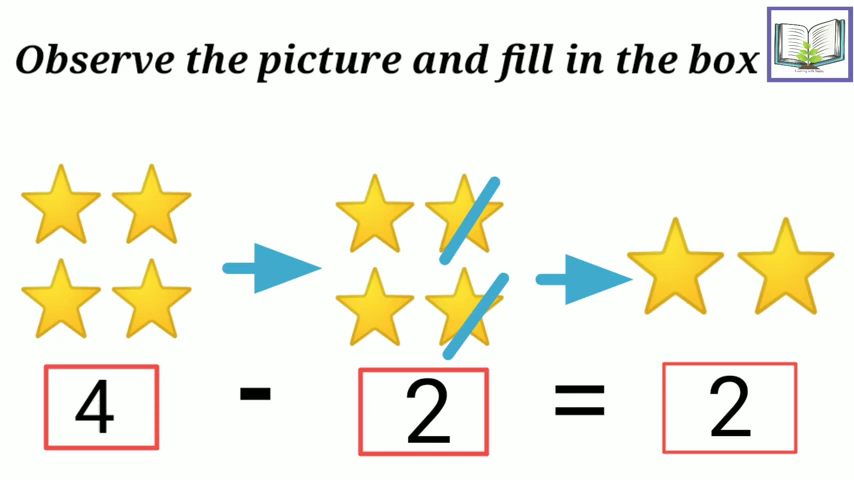 Observe the picture and fill in the box
4 - 2 = 2